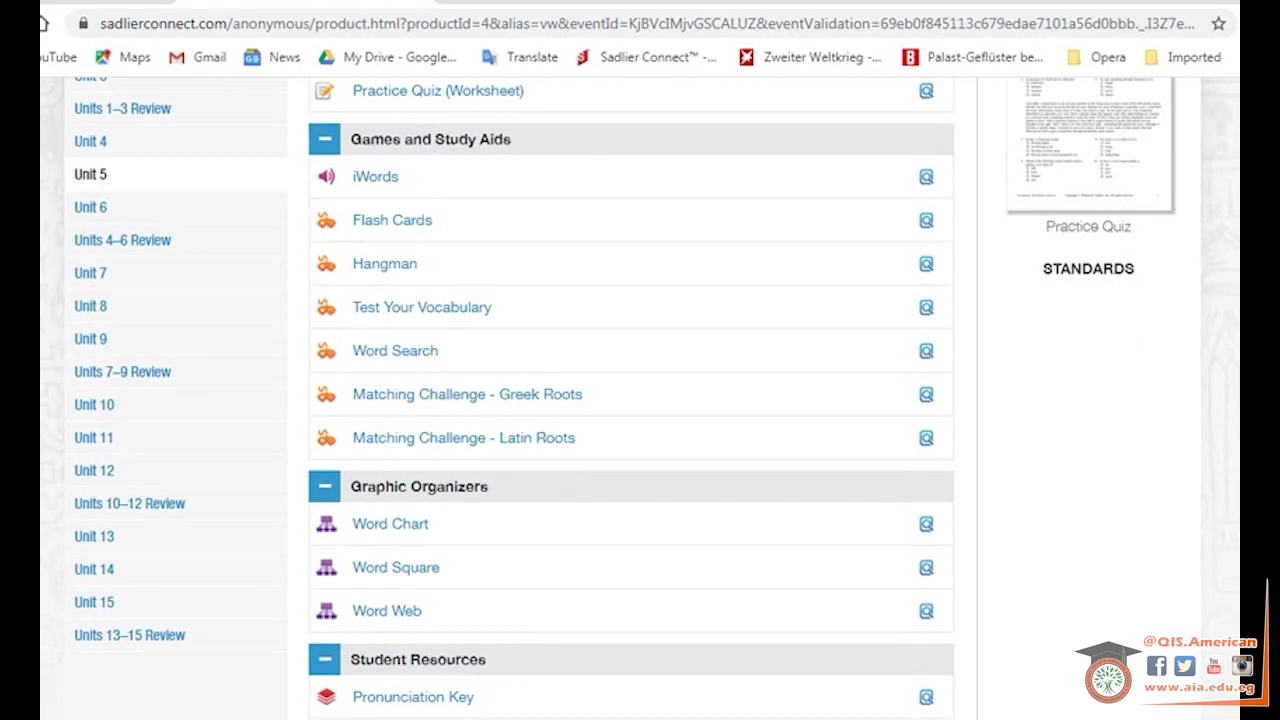 sadlierconnect.com/anonymous/product.html?productId=4&alias=vw&eventId=KjBVcIMjvGSCALUZ&eventValidation=69eb0f845113c679edae7101a56d0bbb._.I3Z7e...
uTube Maps Gmail News My Drive - Google... Translate Sadlier Connect™ -... Zweiter Weltkrieg -... Palast-Geflüster be... Opera Imported
Units 1–3 Review
Unit 4
Unit 5
Unit 6
Units 4–6 Review
Unit 7
Unit 8
Unit 9
Units 7–9 Review
Unit 10
Unit 11
Unit 12
Units 10–12 Review
Unit 13
Unit 14
Unit 15
Units 13–15 Review
Practice Quiz (Worksheet)
Study Aids
iWords
Flash Cards
Hangman
Test Your Vocabulary
Word Search
Matching Challenge - Greek Roots
Matching Challenge - Latin Roots
Graphic Organizers
Word Chart
Word Square
Word Web
Student Resources
Pronunciation Key
Practice Quiz
STANDARDS
@QIS.American
www.aia.edu.eg